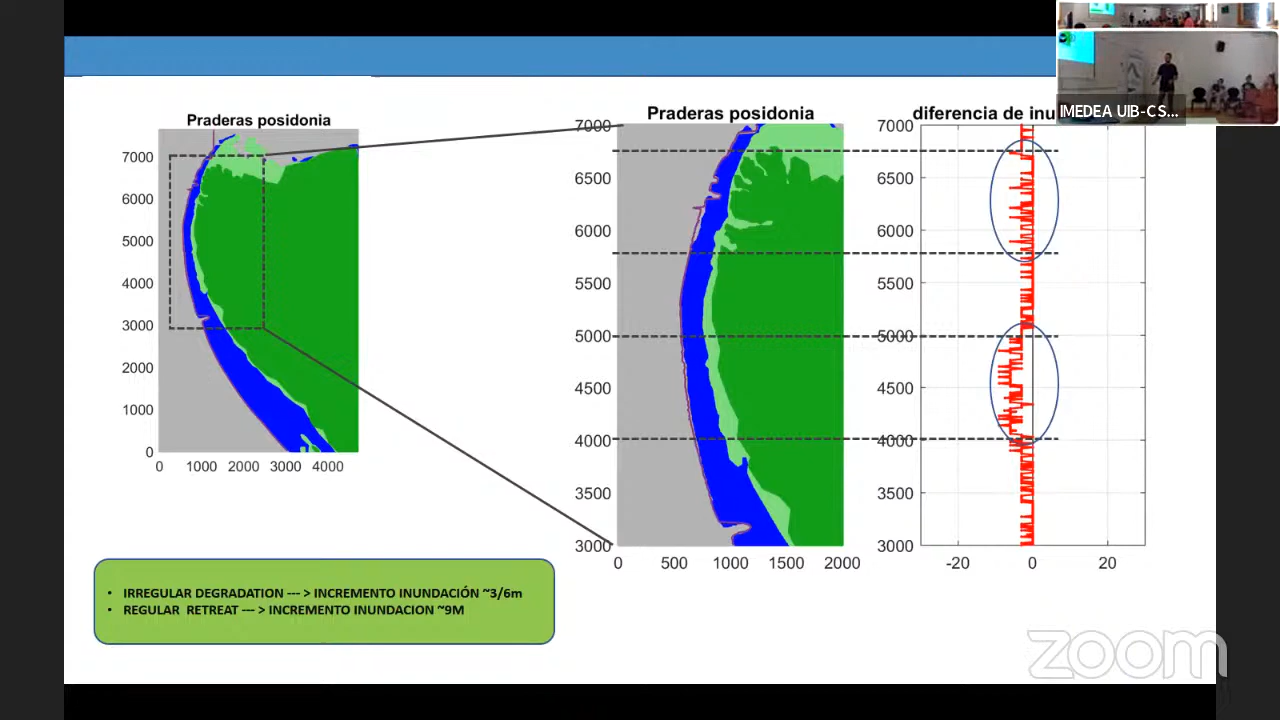 Praderas posidonia
7000
6000
5000
4000
3000
2000
1000
0
0 1000 2000 3000 4000
Praderas posidonia
7000
6500
6000
5500
5000
4500
4000
3500
3000
0 500 1000 1500 2000
diferencia de inu
7000
6500
6000
5500
5000
4500
4000
3500
3000
-20 0 20
IMEDEA UIB-CS...
• IRREGULAR DEGRADATION --- > INCREMENTO INUNDACIÓN ~3/6m
• REGULAR RETREAT --- > INCREMENTO INUNDACION ~9M
zoom